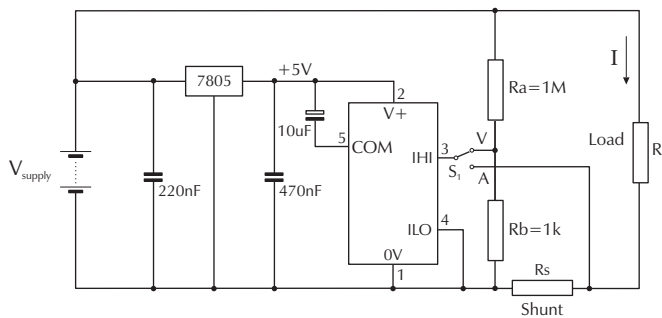 I
7805
+5V
2
V+
Ra=1M
10uF
5
COM
IHI
3
V
S1
A
Load
R
Vsupply
220nF
470nF
ILO
4
Rb=1k
0V
1
Rs
Shunt